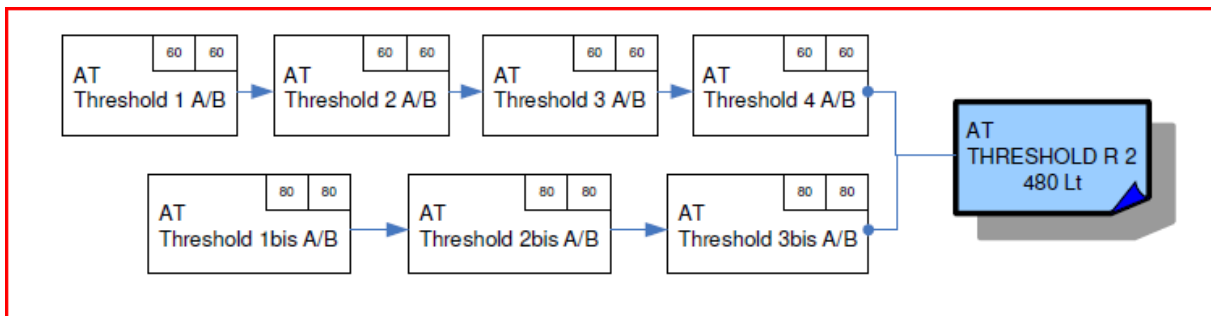 60 60
AT
Threshold 1 A/B
60 60
AT
Threshold 2 A/B
60 60
AT
Threshold 3 A/B
60 60
AT
Threshold 4 A/B
AT
THRESHOLD R 2
480 Lt
80 80
AT
Threshold 1bis A/B
80 80
AT
Threshold 2bis A/B
80 80
AT
Threshold 3bis A/B